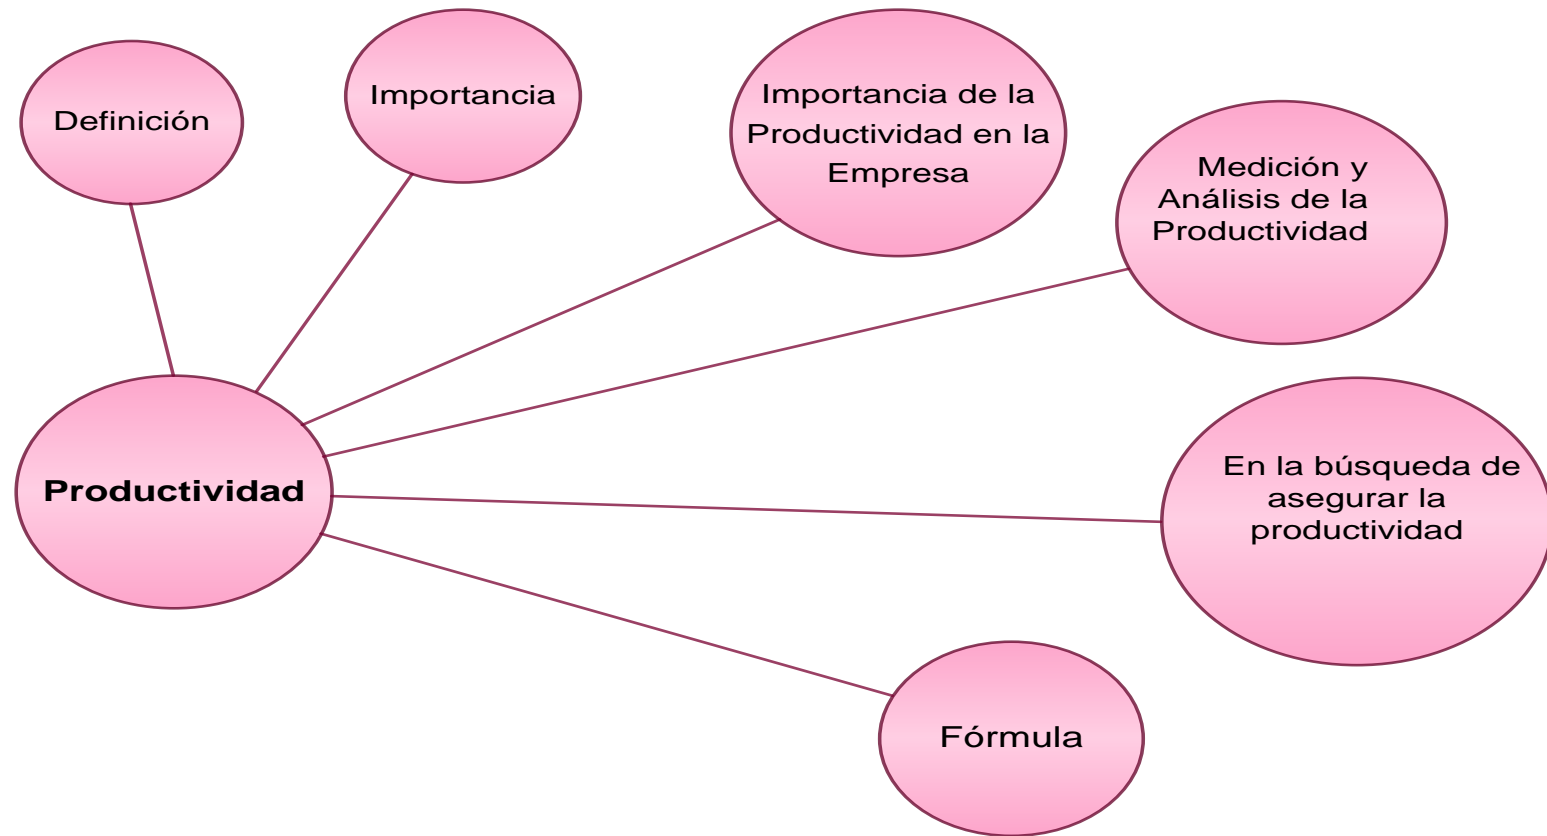 Definición
Importancia
Importancia de la
Productividad en la
Empresa
Medición y
Análisis de la
Productividad
Productividad
En la búsqueda de
asegurar la
productividad
Fórmula